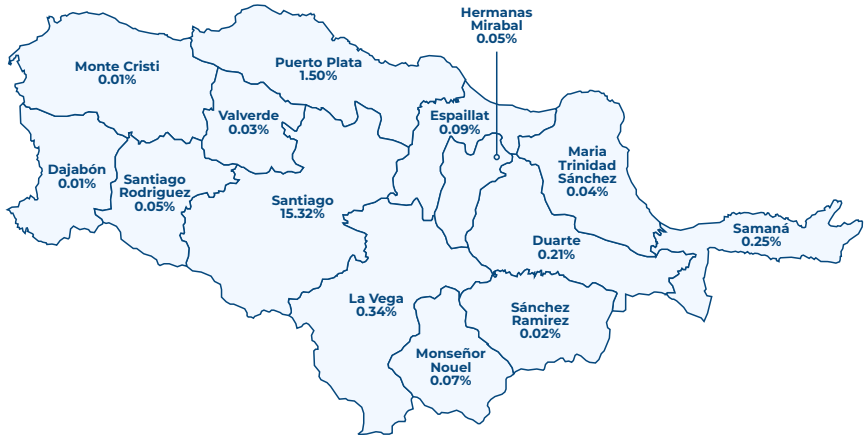 Hermanas
Mirabal
0.05%
Monte Cristi
0.01%
Puerto Plata
1.50%
Valverde
0.03%
Espaillat
0.09%
Maria
Trinidad
Sánchez
0.04%
Dajabón
0.01%
Santiago
Rodriguez
0.05%
Santiago
15.32%
Samaná
0.25%
Duarte
0.21%
La Vega
0.34%
Sánchez
Ramirez
0.02%
Monseñor
Nouel
0.07%